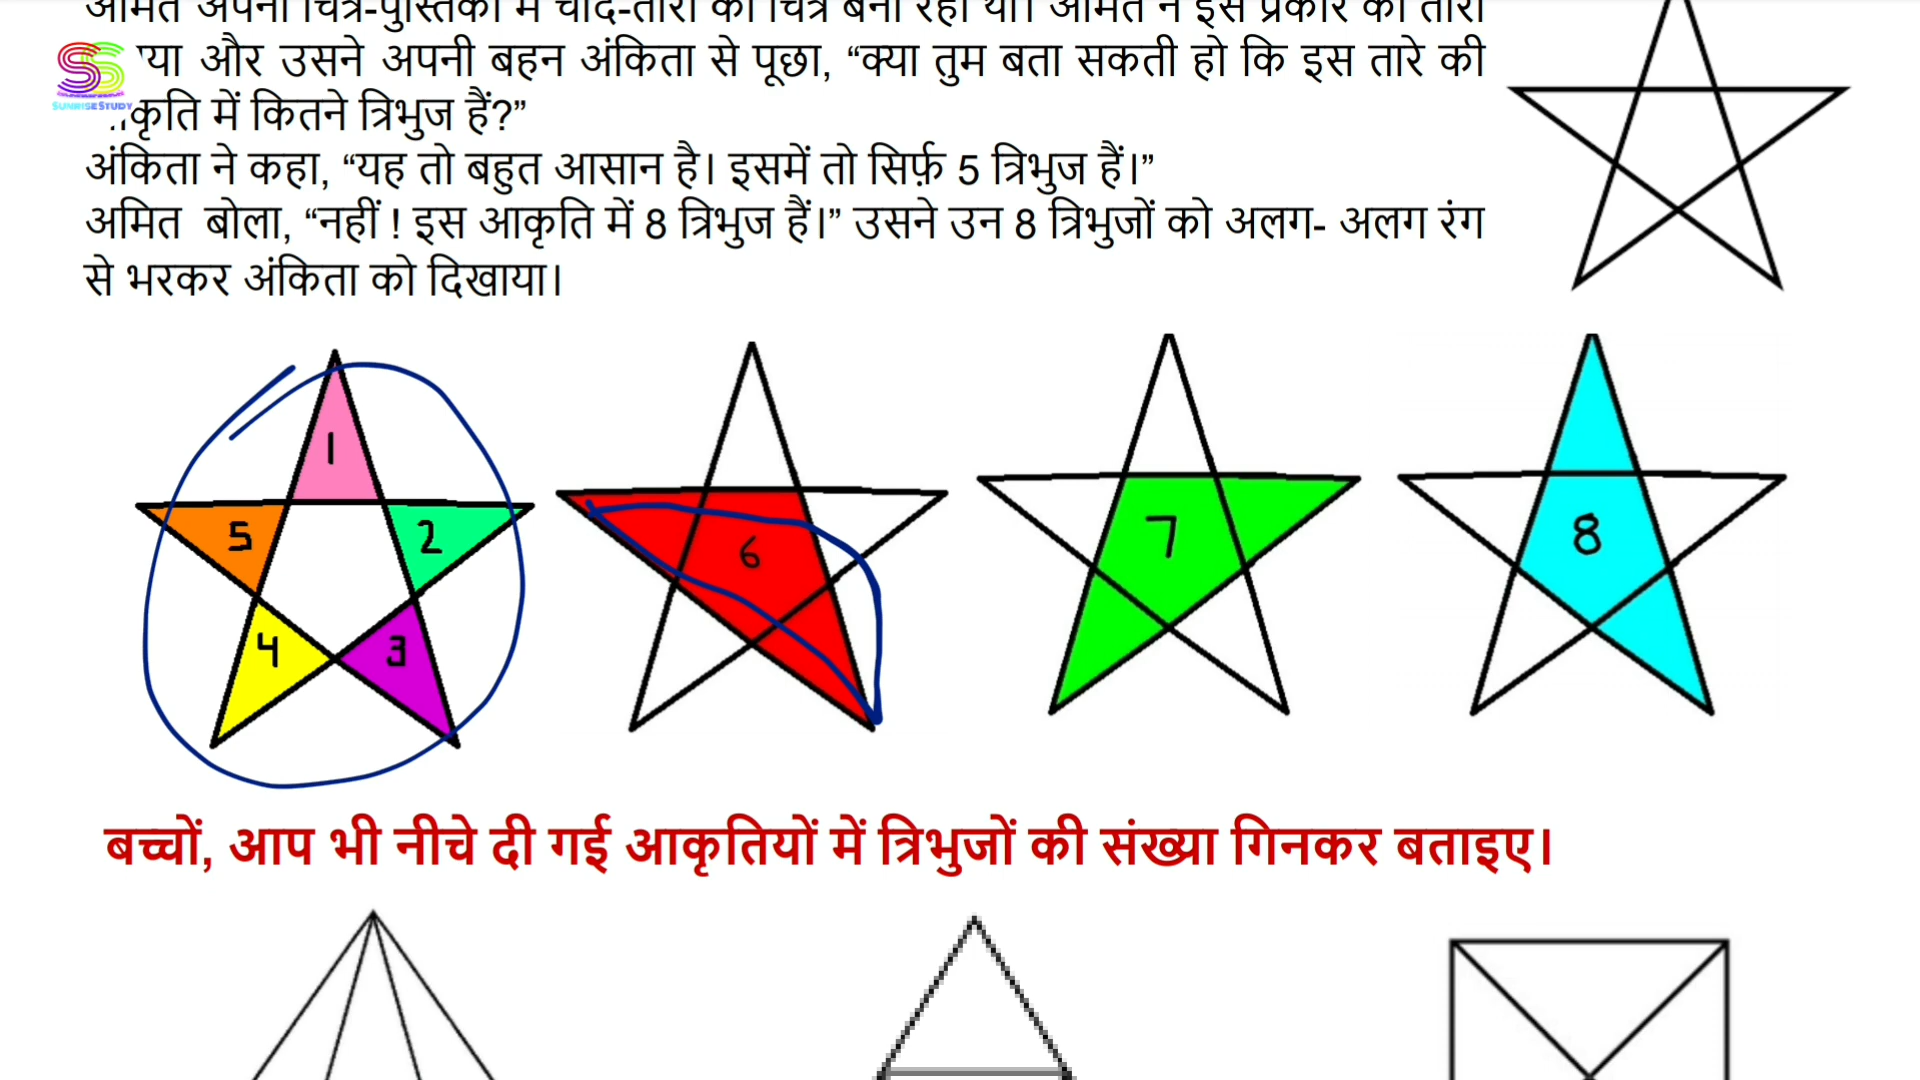 अमित अपनी चित्र-पुस्तिका में चाँद-तारों का चित्र बना रहा था। अमित ने इस प्रकार का तारा
और उसने अपनी बहन अंकिता से पूछा, “क्या तुम बता सकती हो कि इस तारे की
SUNRISE STUDY
कृति में कितने त्रिभुज हैं?”
अंकिता ने कहा, “यह तो बहुत आसान है। इसमें तो सिर्फ़ 5 त्रिभुज हैं।”
अमित बोला, “नहीं ! इस आकृति में 8 त्रिभुज हैं।” उसने उन 8 त्रिभुजों को अलग- अलग रंग
से भरकर अंकिता को दिखाया।
1
5 2
4 3
6
7
8
बच्चों, आप भी नीचे दी गई आकृतियों में त्रिभुजों की संख्या गिनकर बताइए।